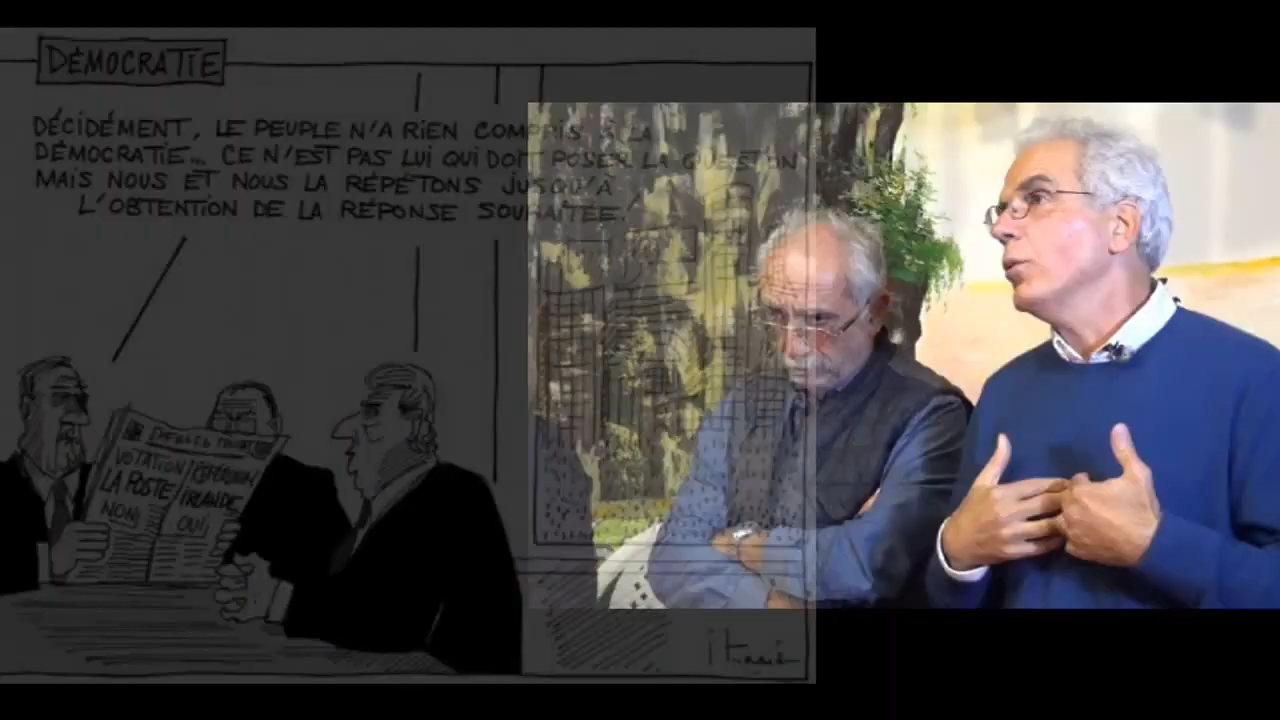 DÉMOCRATIE
DÉCIDÉMENT, LE PEUPLE N'A RIEN COMPRIS À LA
DÉMOCRATIE... CE N'EST PAS LUI QUI DOIT POSER LA QUESTION
MAIS NOUS ET NOUS LA RÉPÉTONS JUSQU'À
L'OBTENTION DE LA RÉPONSE SOUHAITÉE!
VOTATION
LA POSTE
NON
RÉFÉRENDUM
IRLANDE
OUI